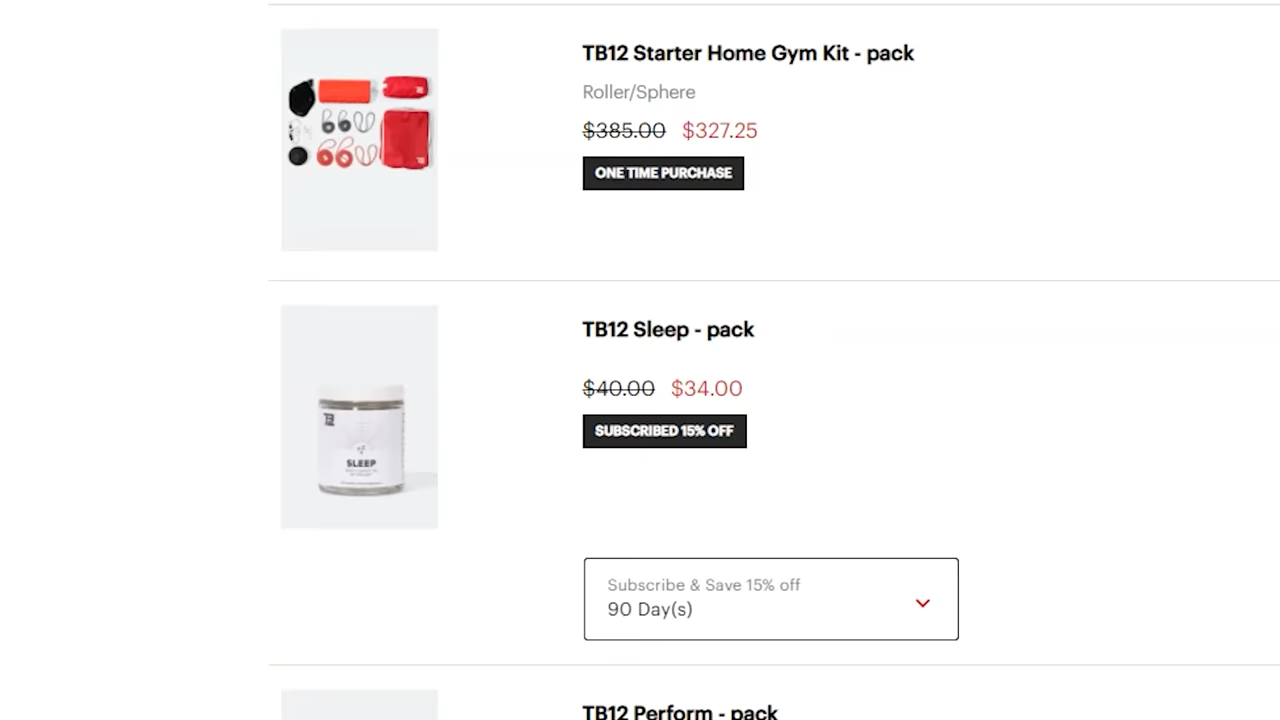 TB12 Starter Home Gym Kit - pack
Roller/Sphere
$385.00 $327.25
ONE TIME PURCHASE
TB12 Sleep - pack
$40.00 $34.00
SUBSCRIBED 15% OFF
SLEEP
Subscribe & Save 15% off
90 Day(s)
TB12 Perform - pack